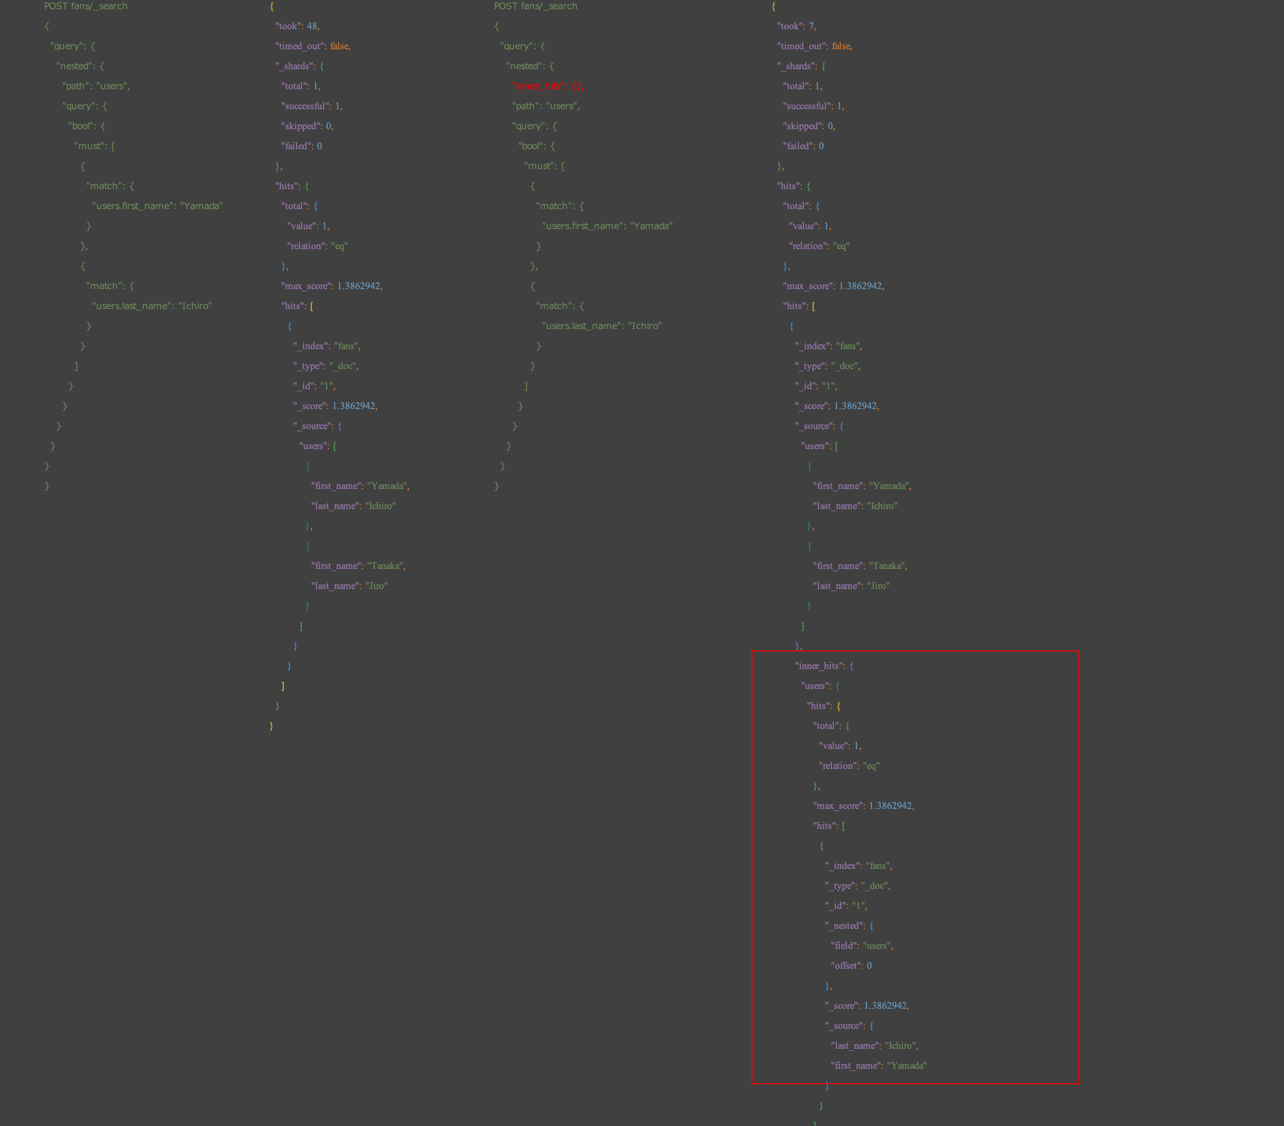 POST fans/_search
{
"query": {
"nested": {
"path": "users",
"query": {
"bool": {
"must": [
{
"match": {
"users.first_name": "Yamada"
}
},
{
"match": {
"users.last_name": "Ichiro"
}
}
]
}
}
}
}
}
}
{
"took": 48,
"timed_out": false,
"_shards": {
"total": 1,
"successful": 1,
"skipped": 0,
"failed": 0
},
"hits": {
"total": {
"value": 1,
"relation": "eq"
},
"max_score": 1.3862942,
"hits": [
{
"_index": "fans",
"_type": "_doc",
"_id": "1",
"_score": 1.3862942,
"_source": {
"users": [
{
"first_name": "Yamada",
"last_name": "Ichiro"
},
{
"first_name": "Tanaka",
"last_name": "Jiro"
}
]
}
}
]
}
}
POST fans/_search
{
"query": {
"nested": {
"inner_hits": {},
"path": "users",
"query": {
"bool": {
"must": [
{
"match": {
"users.first_name": "Yamada"
}
},
{
"match": {
"users.last_name": "Ichiro"
}
}
]
}
}
}
}
}
{
"took": 7,
"timed_out": false,
"_shards": {
"total": 1,
"successful": 1,
"skipped": 0,
"failed": 0
},
"hits": {
"total": {
"value": 1,
"relation": "eq"
},
"max_score": 1.3862942,
"hits": [
{
"_index": "fans",
"_type": "_doc",
"_id": "1",
"_score": 1.3862942,
"_source": {
"users": [
{
"first_name": "Yamada",
"last_name": "Ichiro"
},
{
"first_name": "Tanaka",
"last_name": "Jiro"
}
]
},
"inner_hits": {
"users": {
"hits": {
"total": {
"value": 1,
"relation": "eq"
},
"max_score": 1.3862942,
"hits": [
{
"_index": "fans",
"_type": "_doc",
"_id": "1",
"_nested": {
"field": "users",
"offset": 0
},
"_score": 1.3862942,
"_source": {
"last_name": "Ichiro",
"first_name": "Yamada"
}
}